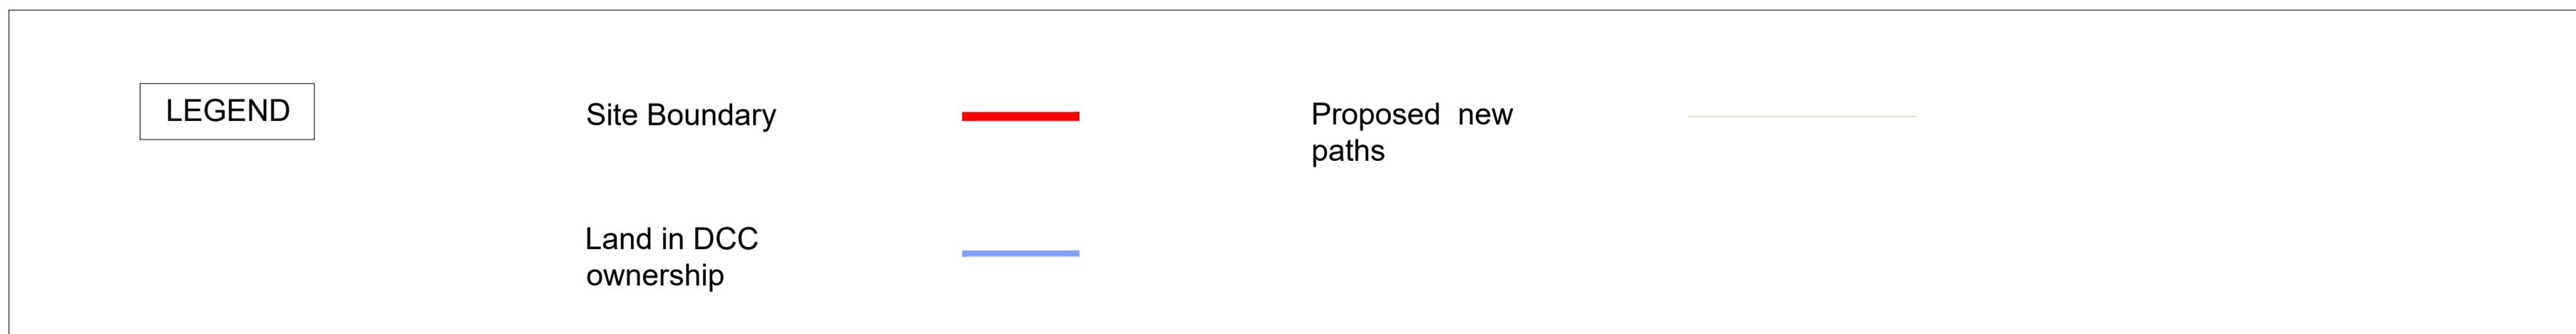 LEGEND
Site Boundary
Proposed new
paths
Land in DCC
ownership